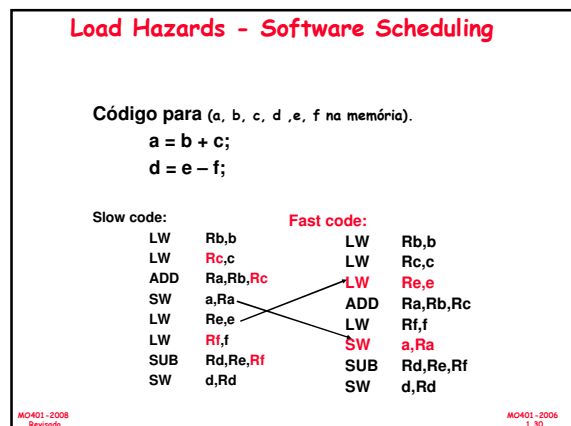 Load Hazards - Software Scheduling
Código para (a, b, c, d ,e, f na memória).
a = b + c;
d = e – f;
Slow code:
LW Rb,b
LW Rc,c
ADD Ra,Rb,Rc
SW a,Ra
LW Re,e
LW Rf,f
SUB Rd,Re,Rf
SW d,Rd
Fast code:
LW Rb,b
LW Rc,c
LW Re,e
ADD Ra,Rb,Rc
LW Rf,f
SW a,Ra
SUB Rd,Re,Rf
SW d,Rd
MO401-2008
Revisado
MO401-2006
1.30